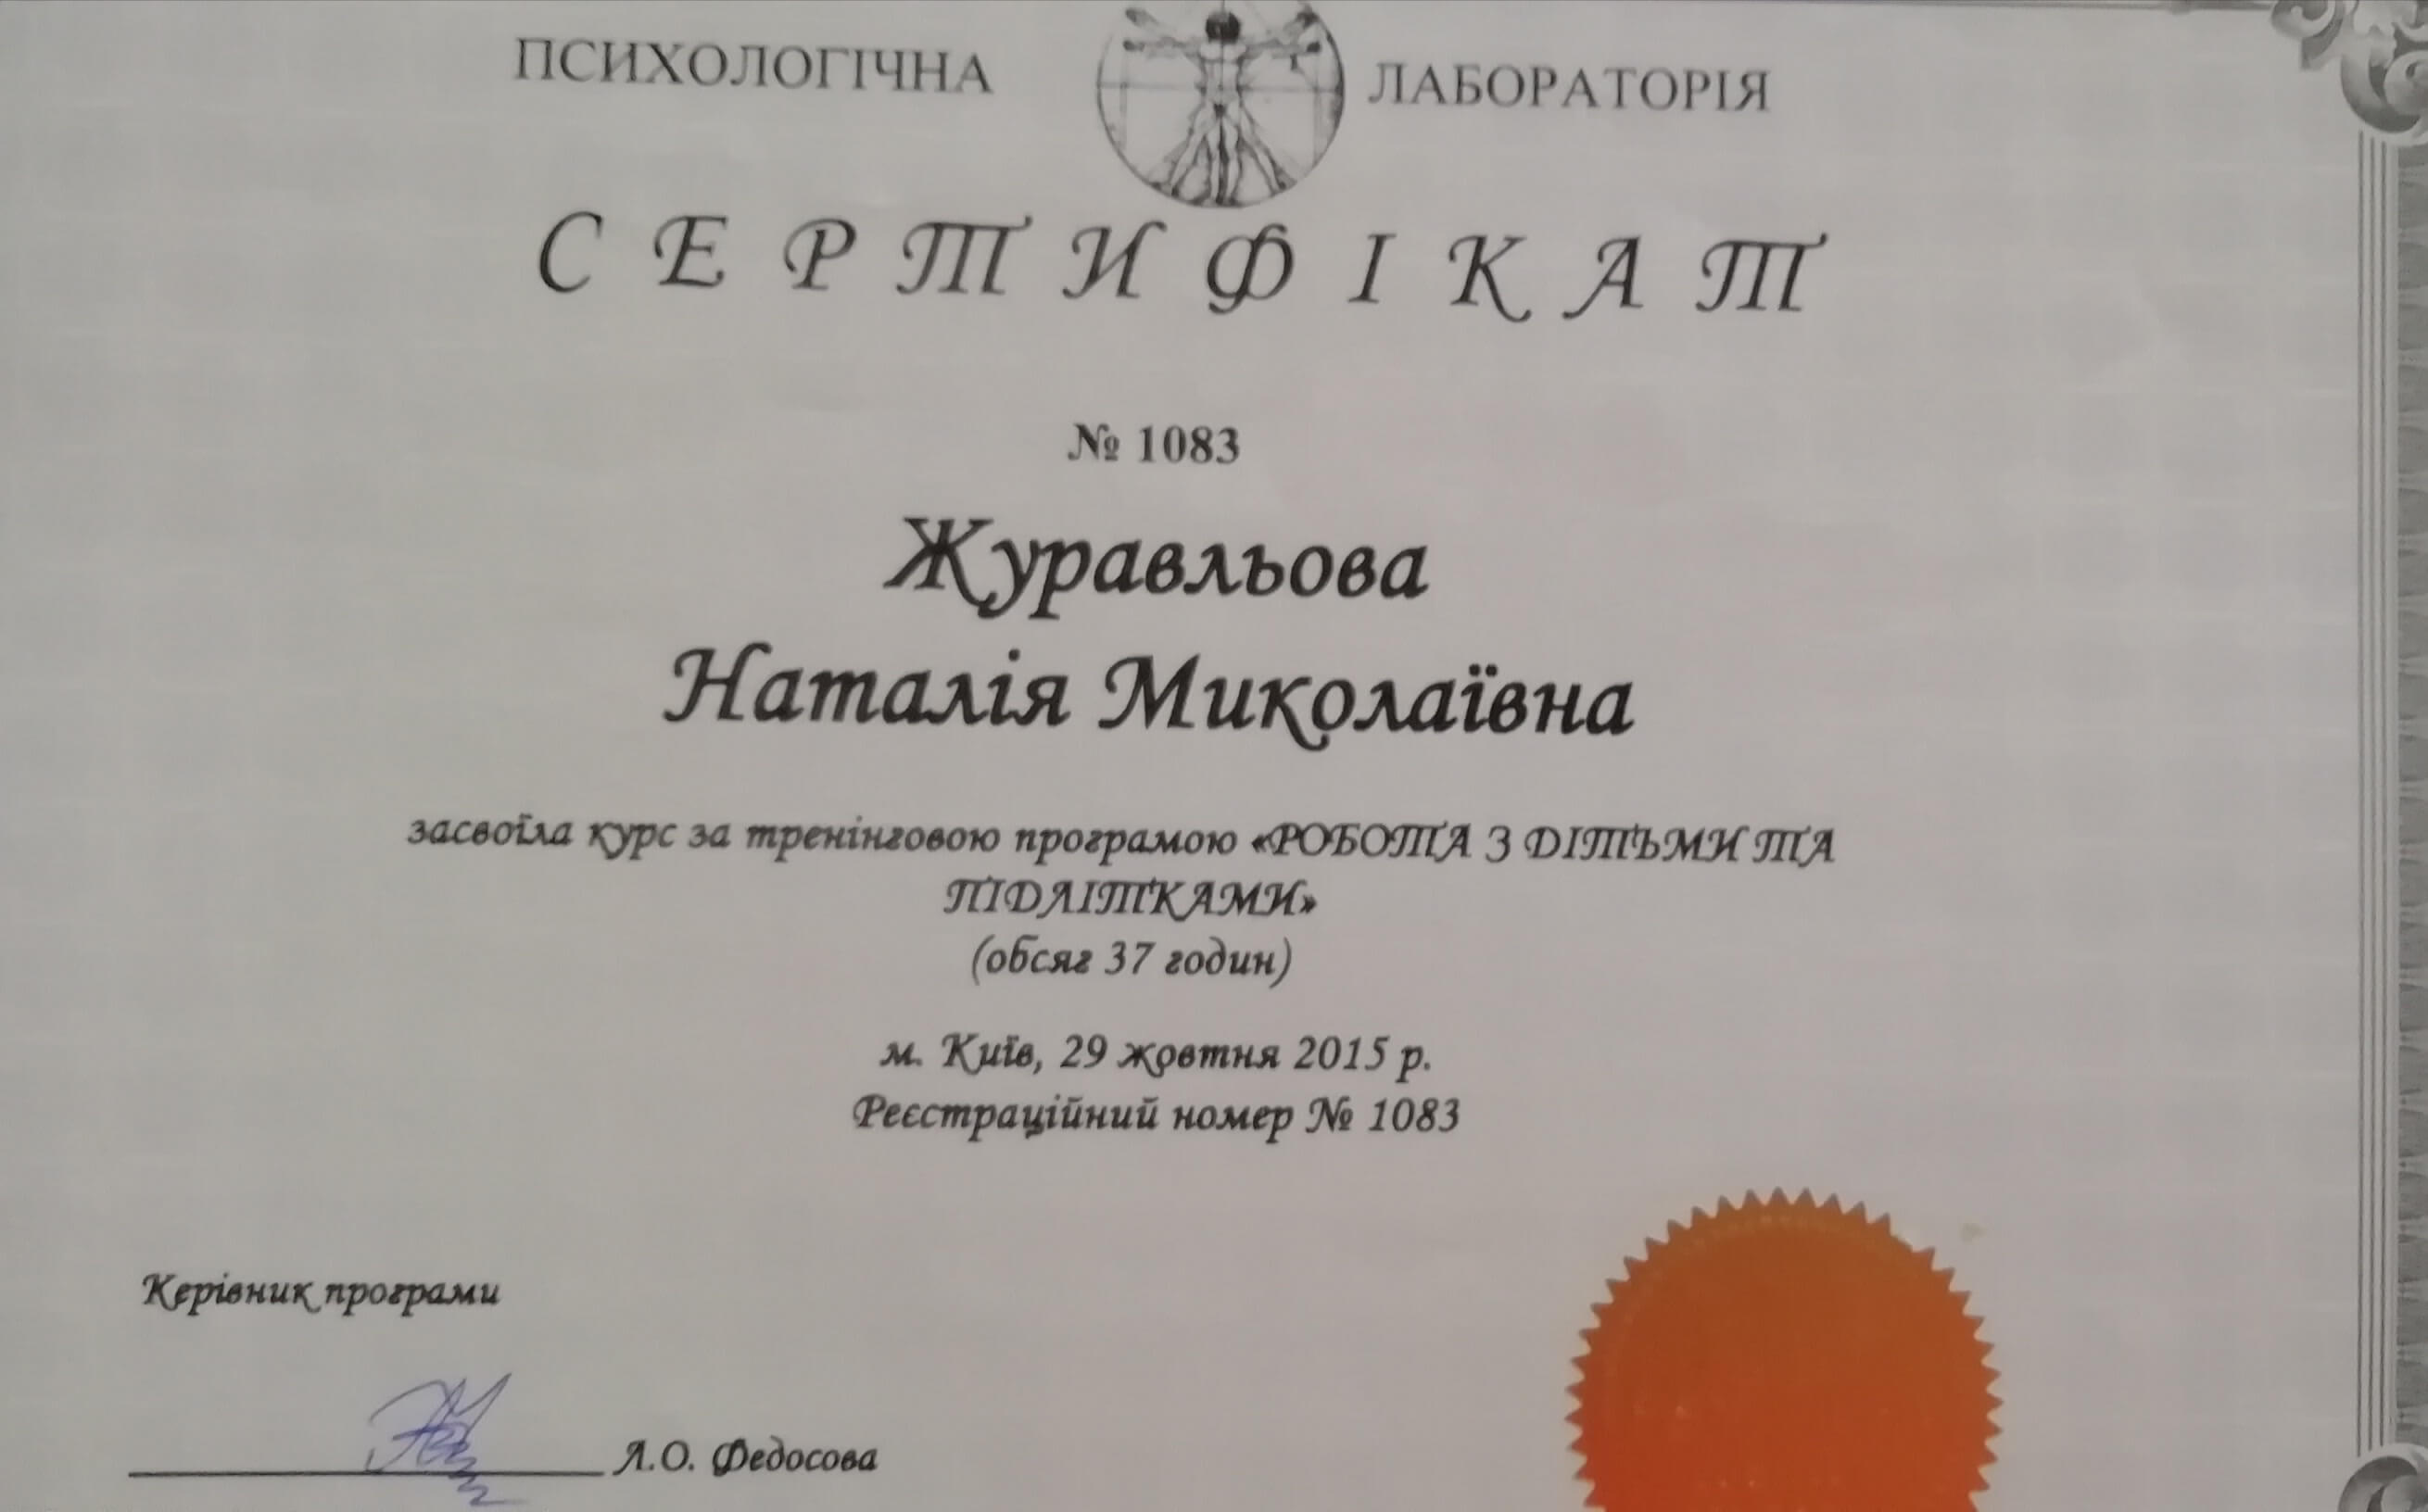 ПСИХОЛОГІЧНА ЛАБОРАТОРІЯ
СЕРТИФІКАТ
№ 1083
Журавльова
Наталія Миколаївна
засвоїла курс за тренінговою програмою «РОБОТА З ДІТЬМИ ТА
ПІДЛІТКАМИ»
(обсяг 37 годин)
м. Київ, 29 жовтня 2015 р.
Реєстраційний номер № 1083
Керівник програми
Л.О. Федосова